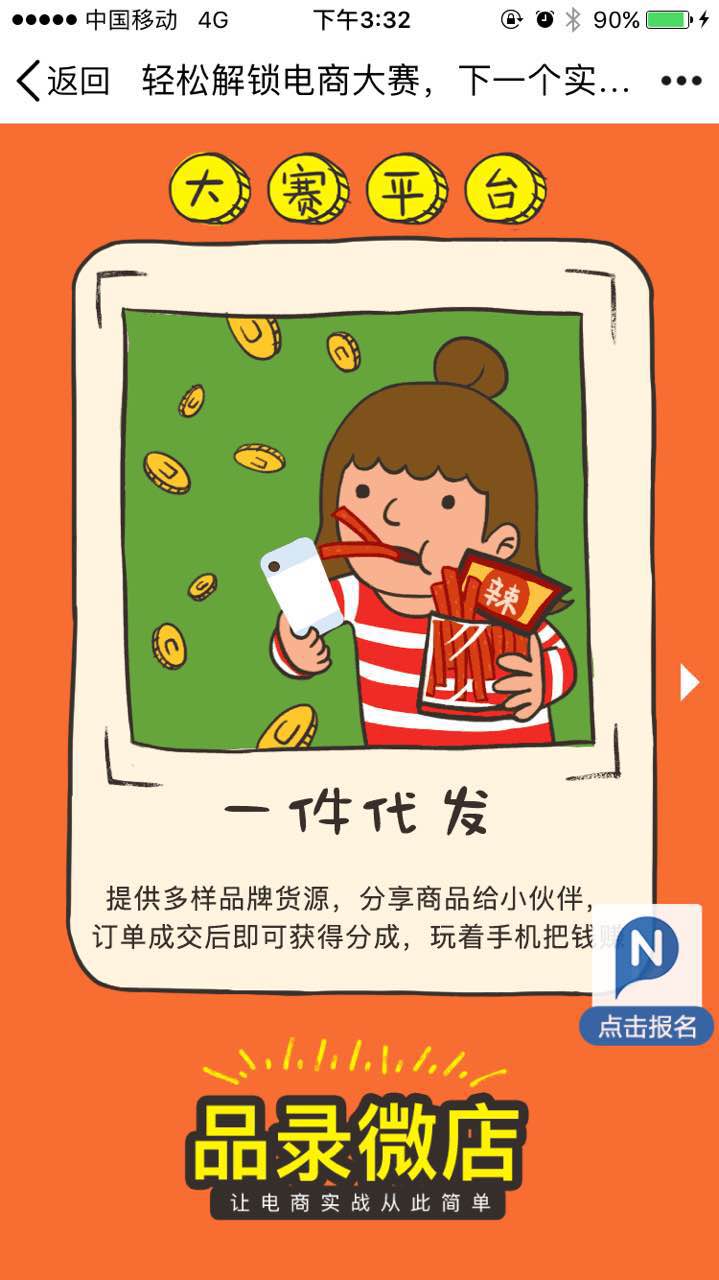 中国移动 4G 下午3:32 90%
返回 轻松解锁电商大赛，下一个实...
大赛平台
辣
一件代发
提供多样品牌货源，分享商品给小伙伴，
订单成交后即可获得分成，玩着手机把钱赚
N
点击报名
品录微店
让电商实战从此简单